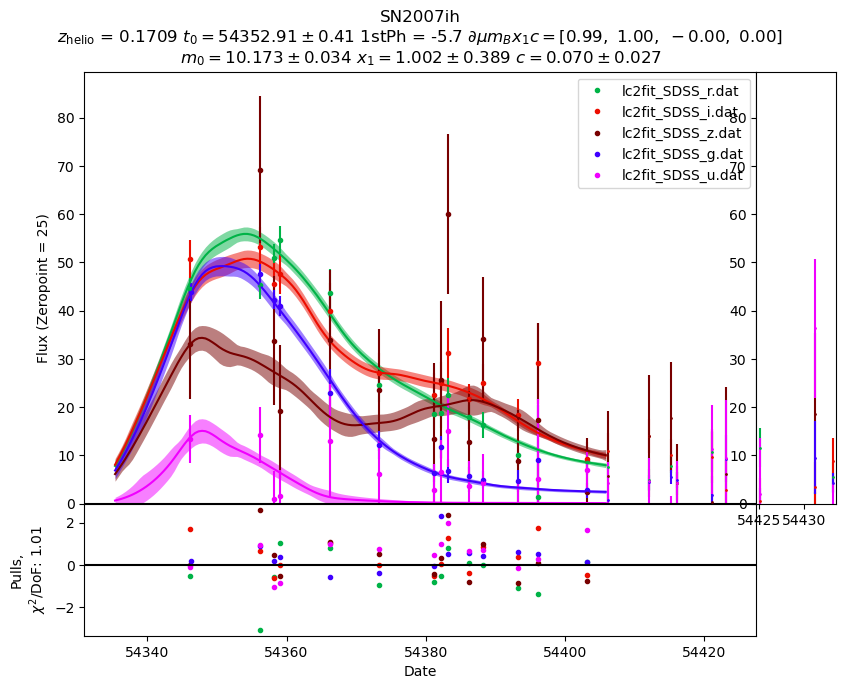 SN2007ih
z_helio = 0.1709 t_0 = 54352.91 ± 0.41 1stPh = -5.7 ∂μm_Bx_1c = [0.99, 1.00, −0.00, 0.00]
m_0 = 10.173 ± 0.034 x_1 = 1.002 ± 0.389 c = 0.070 ± 0.027
lc2fit_SDSS_r.dat
lc2fit_SDSS_i.dat
lc2fit_SDSS_z.dat
lc2fit_SDSS_g.dat
lc2fit_SDSS_u.dat
Flux (Zeropoint = 25)
80
70
60
50
40
30
20
10
0
80
70
60
50
40
30
20
10
0
54425 54430
Pulls,
χ²/DoF: 1.01
2
0
−2
54340 54360 54380 54400 54420
Date